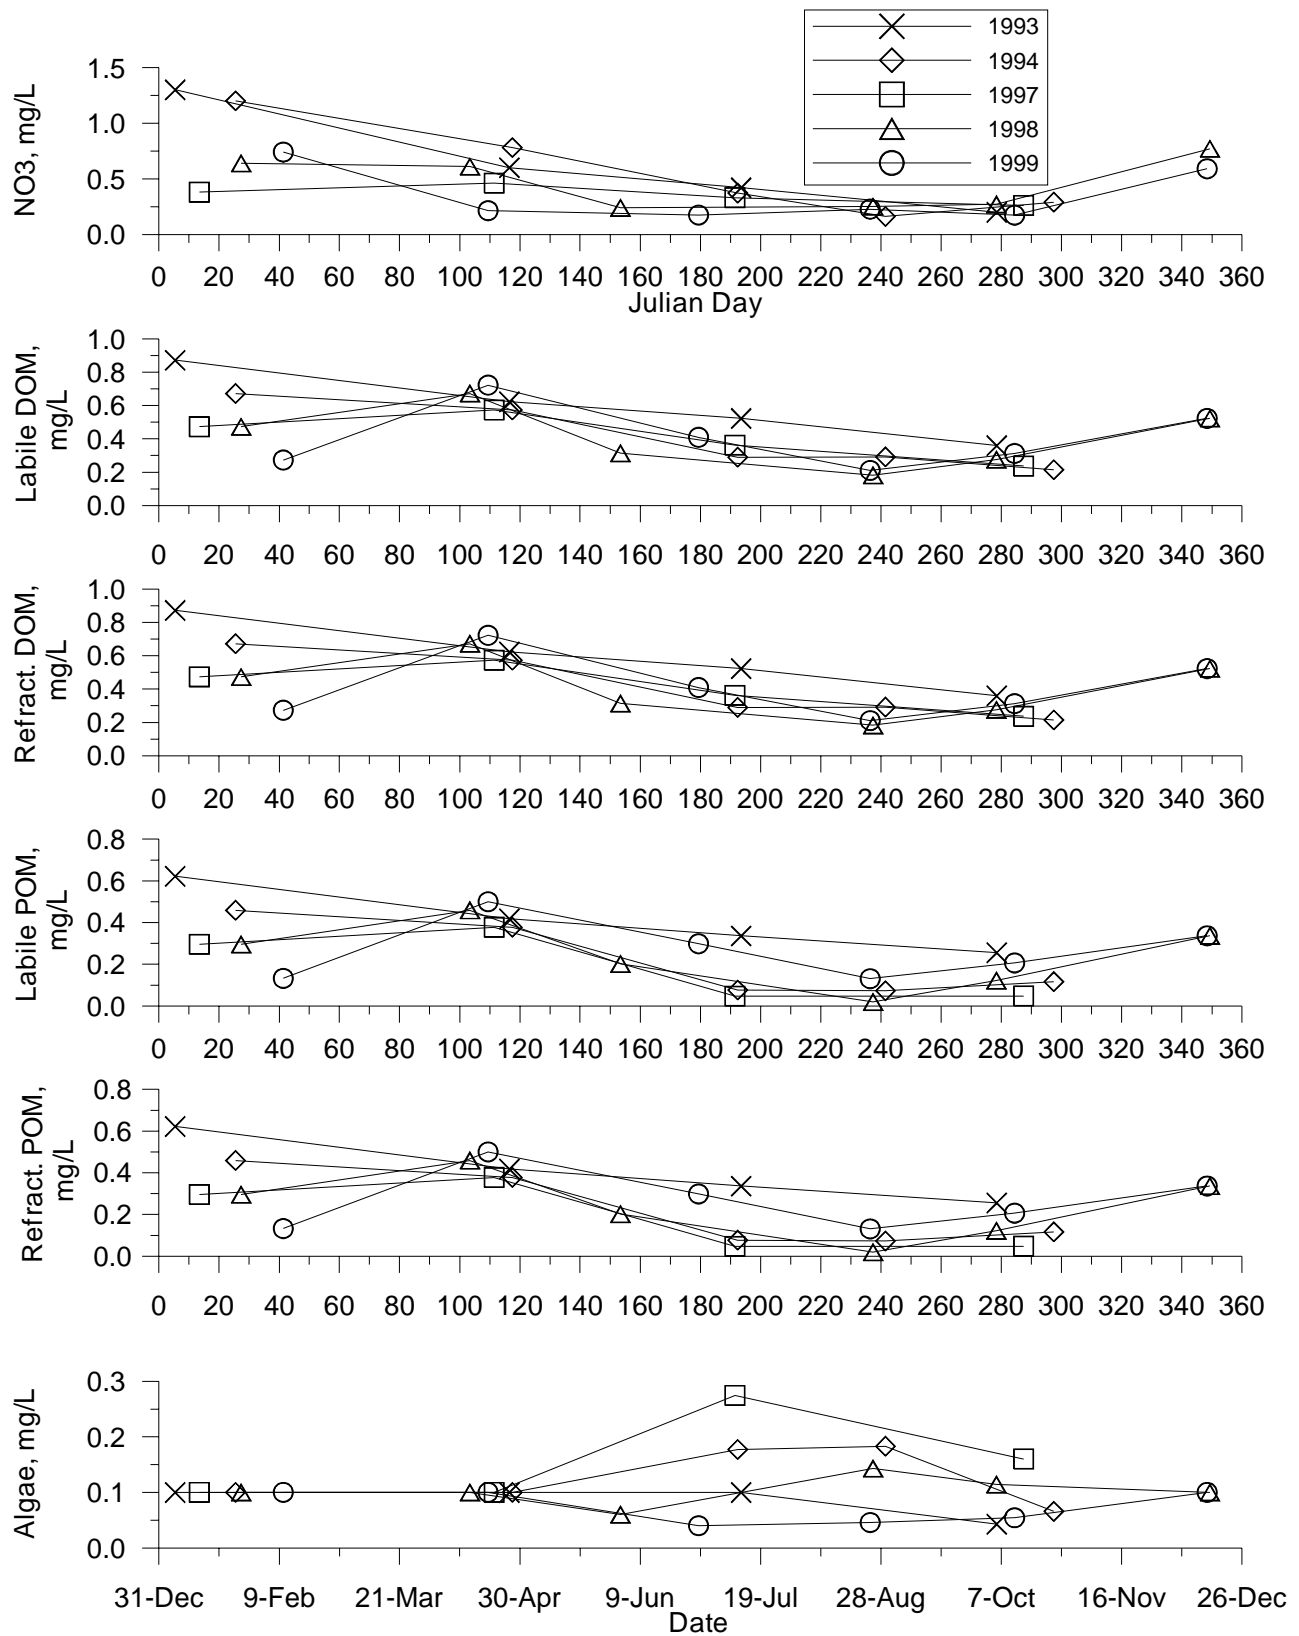 1993
1994
1997
1998
1999
NO3, mg/L
1.5
1.0
0.5
0.0
0 20 40 60 80 100 120 140 160 180 200 220 240 260 280 300 320 340 360
Julian Day
Labile DOM,
mg/L
1.0
0.8
0.6
0.4
0.2
0.0
0 20 40 60 80 100 120 140 160 180 200 220 240 260 280 300 320 340 360
Refract. DOM,
mg/L
1.0
0.8
0.6
0.4
0.2
0.0
0 20 40 60 80 100 120 140 160 180 200 220 240 260 280 300 320 340 360
Labile POM,
mg/L
0.8
0.6
0.4
0.2
0.0
0 20 40 60 80 100 120 140 160 180 200 220 240 260 280 300 320 340 360
Refract. POM,
mg/L
0.8
0.6
0.4
0.2
0.0
0 20 40 60 80 100 120 140 160 180 200 220 240 260 280 300 320 340 360
Algae, mg/L
0.3
0.2
0.1
0.0
31-Dec 9-Feb 21-Mar 30-Apr 9-Jun 19-Jul 28-Aug 7-Oct 16-Nov 26-Dec
Date